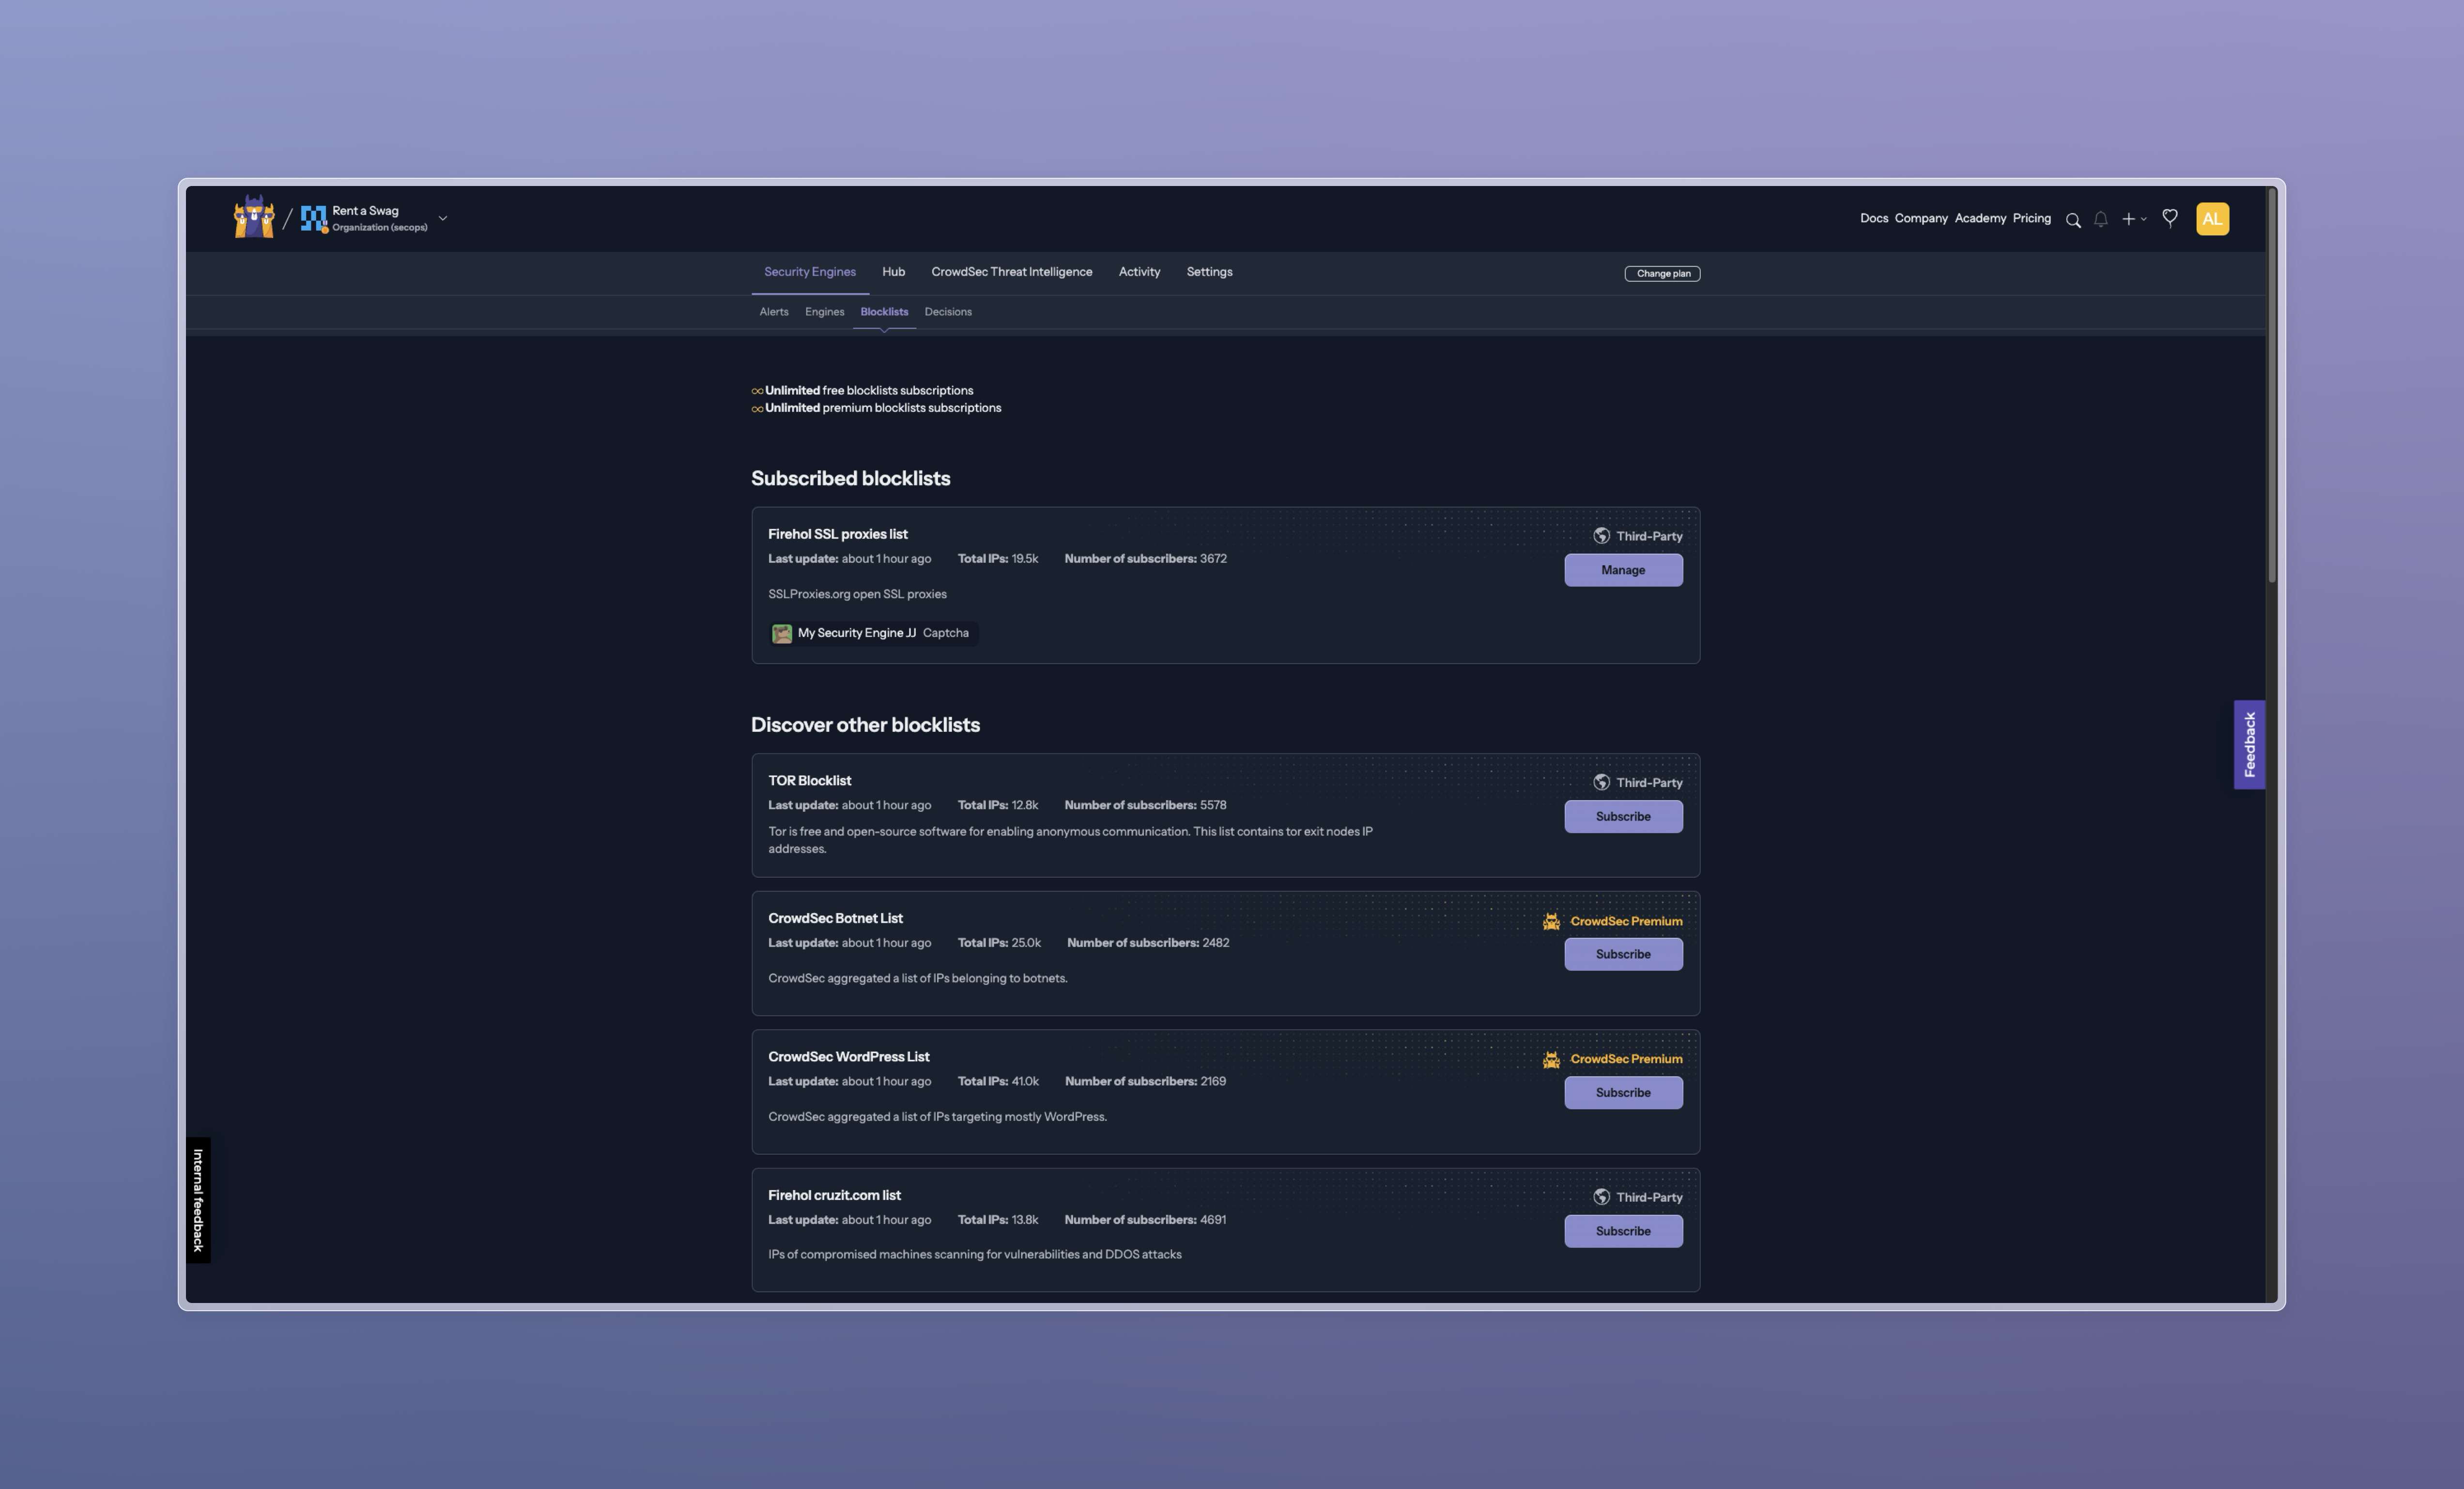 Rent a Swag
Organization (secops)
Docs Company Academy Pricing
AL
Security Engines Hub CrowdSec Threat Intelligence Activity Settings
Change plan
Alerts Engines Blocklists Decisions
Unlimited free blocklists subscriptions
Unlimited premium blocklists subscriptions
Subscribed blocklists
Firehol SSL proxies list
Third-Party
Last update: about 1 hour ago Total IPs: 19.5k Number of subscribers: 3672
Manage
SSLProxies.org open SSL proxies
My Security Engine JJ Captcha
Discover other blocklists
Feedback
TOR Blocklist
Third-Party
Last update: about 1 hour ago Total IPs: 12.8k Number of subscribers: 5578
Subscribe
Tor is free and open-source software for enabling anonymous communication. This list contains tor exit nodes IP
addresses.
CrowdSec Botnet List
CrowdSec Premium
Last update: about 1 hour ago Total IPs: 25.0k Number of subscribers: 2482
Subscribe
CrowdSec aggregated a list of IPs belonging to botnets.
CrowdSec WordPress List
CrowdSec Premium
Last update: about 1 hour ago Total IPs: 41.0k Number of subscribers: 2169
Subscribe
CrowdSec aggregated a list of IPs targeting mostly WordPress.
Internal feedback
Firehol cruzit.com list
Third-Party
Last update: about 1 hour ago Total IPs: 13.8k Number of subscribers: 4691
Subscribe
IPs of compromised machines scanning for vulnerabilities and DDOS attacks